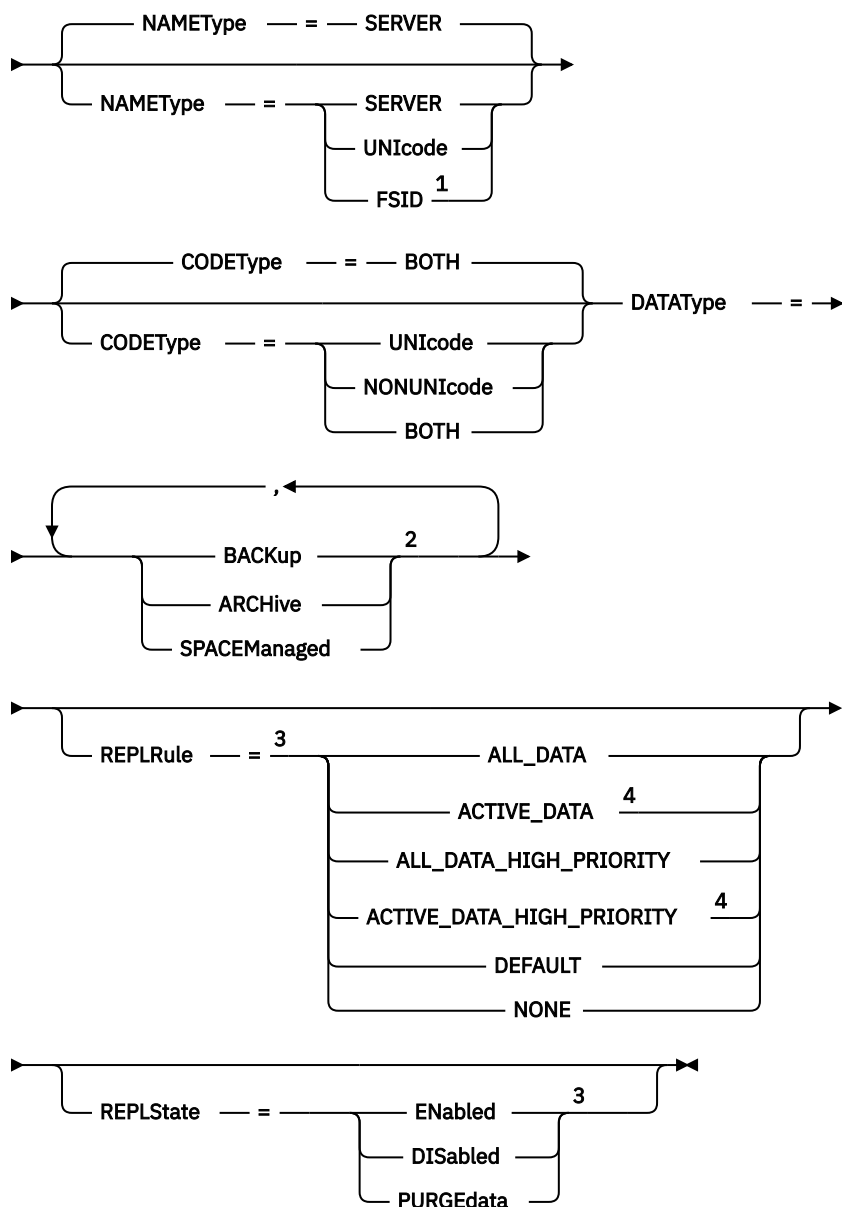 NAMEType = SERVER
NAMEType = SERVER
UNIcode
FSID 1
CODEType = BOTH
DATAType =
CODEType = UNIcode
NONUNIcode
BOTH
,
BACKup 2
ARCHive
SPACEManaged
REPLRule = 3 ALL_DATA
ACTIVE_DATA 4
ALL_DATA_HIGH_PRIORITY
ACTIVE_DATA_HIGH_PRIORITY 4
DEFAULT
NONE
REPLState = ENabled 3
DISabled
PURGEdata